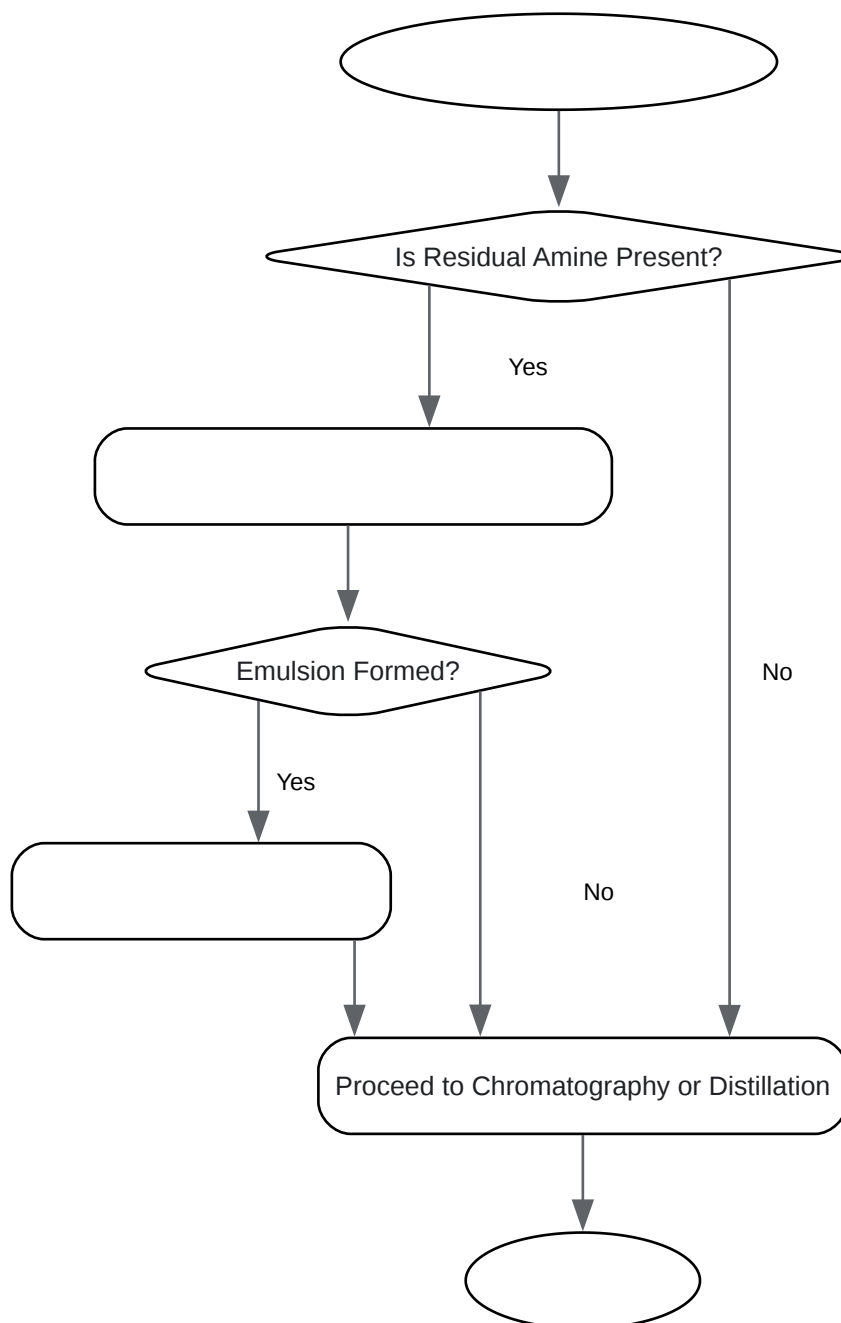 Is Residual Amine Present?
Yes
Emulsion Formed?
No
Yes
No
Proceed to Chromatography or Distillation